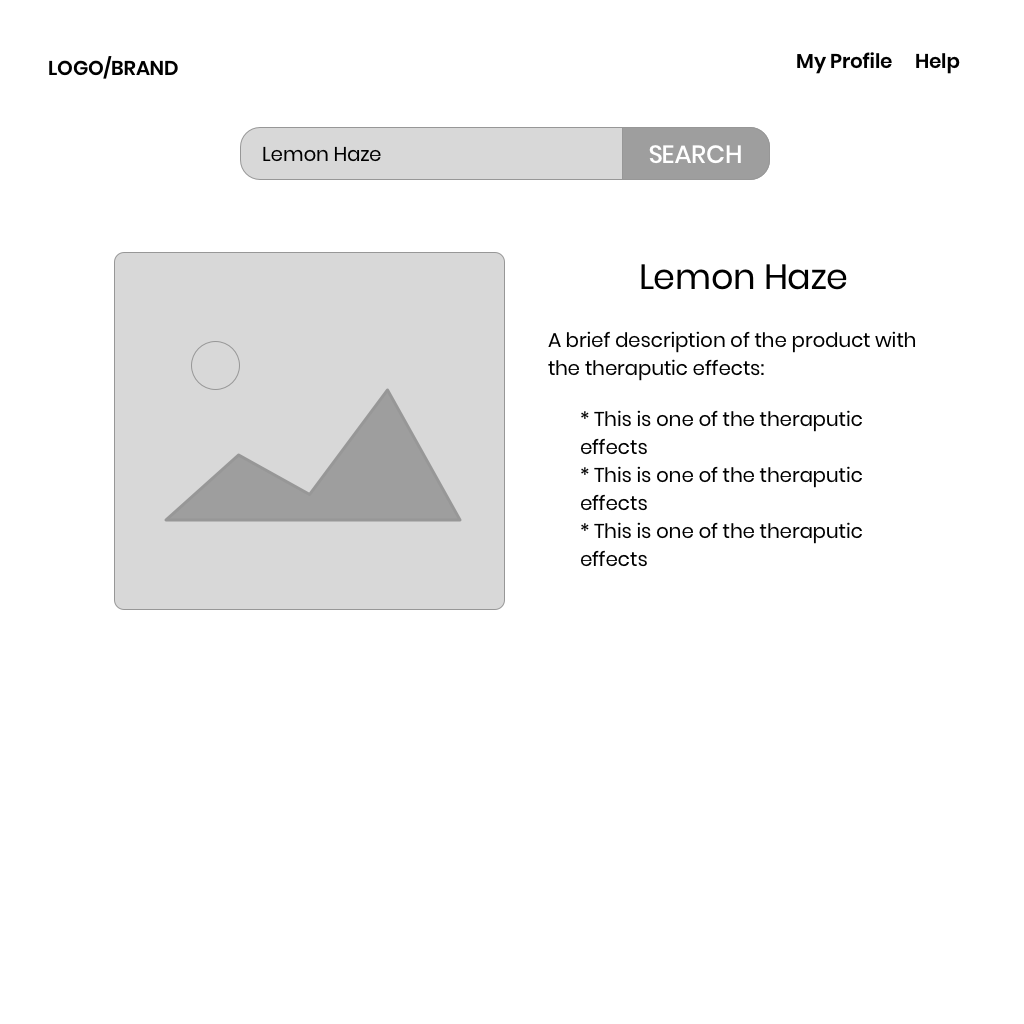 LOGO/BRAND
My Profile Help
Lemon Haze
SEARCH
Lemon Haze
A brief description of the product with
the theraputic effects:
* This is one of the theraputic
effects
* This is one of the theraputic
effects
* This is one of the theraputic
effects